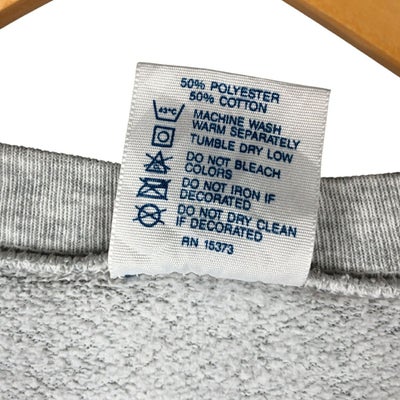 50% POLYESTER
50% COTTON
43°C
MACHINE WASH
WARM SEPARATELY
TUMBLE DRY LOW
DO NOT BLEACH
COLORS
DO NOT IRON IF
DECORATED
DO NOT DRY CLEAN
IF DECORATED
RN 15373